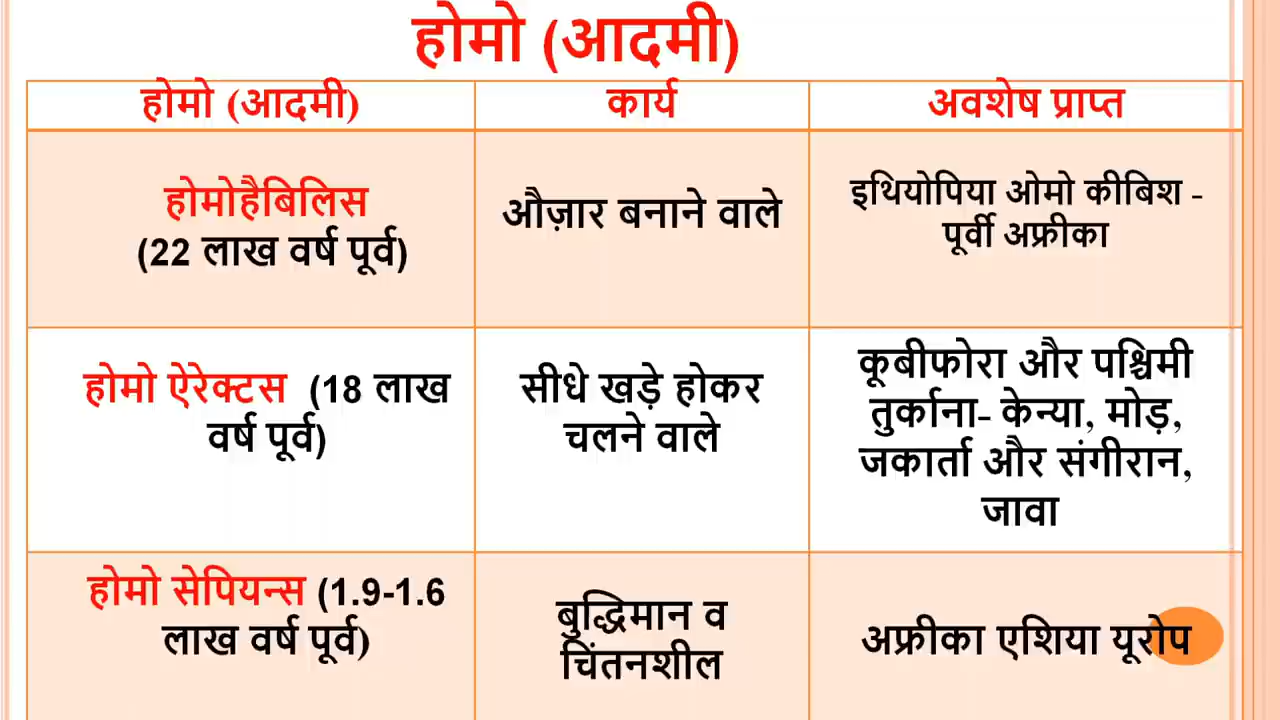 होमो (आदमी)
होमो (आदमी)
कार्य
अवशेष प्राप्त
होमोहैबिलिस
(22 लाख वर्ष पूर्व)
औज़ार बनाने वाले
इथियोपिया ओमो कीबिश -
पूर्वी अफ्रीका
होमो ऐरेक्टस (18 लाख
वर्ष पूर्व)
सीधे खड़े होकर
चलने वाले
कूबीफोरा और पश्चिमी
तुर्काना- केन्या, मोड़,
जकार्ता और संगीरान,
जावा
होमो सेपियन्स (1.9-1.6
लाख वर्ष पूर्व)
बुद्धिमान व
चिंतनशील
अफ्रीका एशिया यूरोप